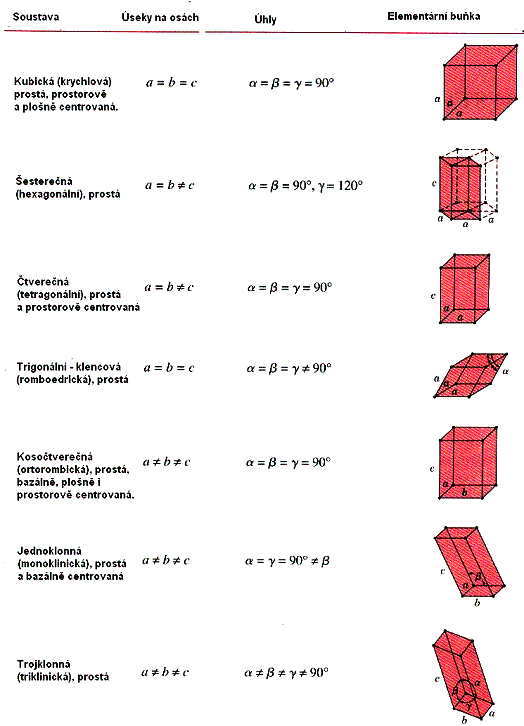 Soustava Úseky na osách Úhly Elementární buňka
Kubická (krychlová)
prostá, prostorově
a plošně centrovaná.
a = b = c
α = β = γ = 90°
a a a
Šesterečná
(hexagonální), prostá
a = b ≠ c
α = β = 90°, γ = 120°
c
a a a
Čtverečná
(tetragonální), prostá
a prostorově centrovaná
a = b ≠ c
α = β = γ = 90°
c a a
Trigonální - klencová
(romboedrická), prostá
a = b = c
α = β = γ ≠ 90°
a a a α
Kosočtverečná
(ortorombická), prostá,
bazálně, plošně i
prostorově centrovaná.
a ≠ b ≠ c
α = β = γ = 90°
c a b
Jednoklonná
(monoklinická), prostá
a bazálně centrovaná
a ≠ b ≠ c
α = γ = 90° ≠ β
c a β
b
Trojklonná
(triklinická), prostá
a ≠ b ≠ c
α ≠ β ≠ γ ≠ 90°
c β α γ
b a